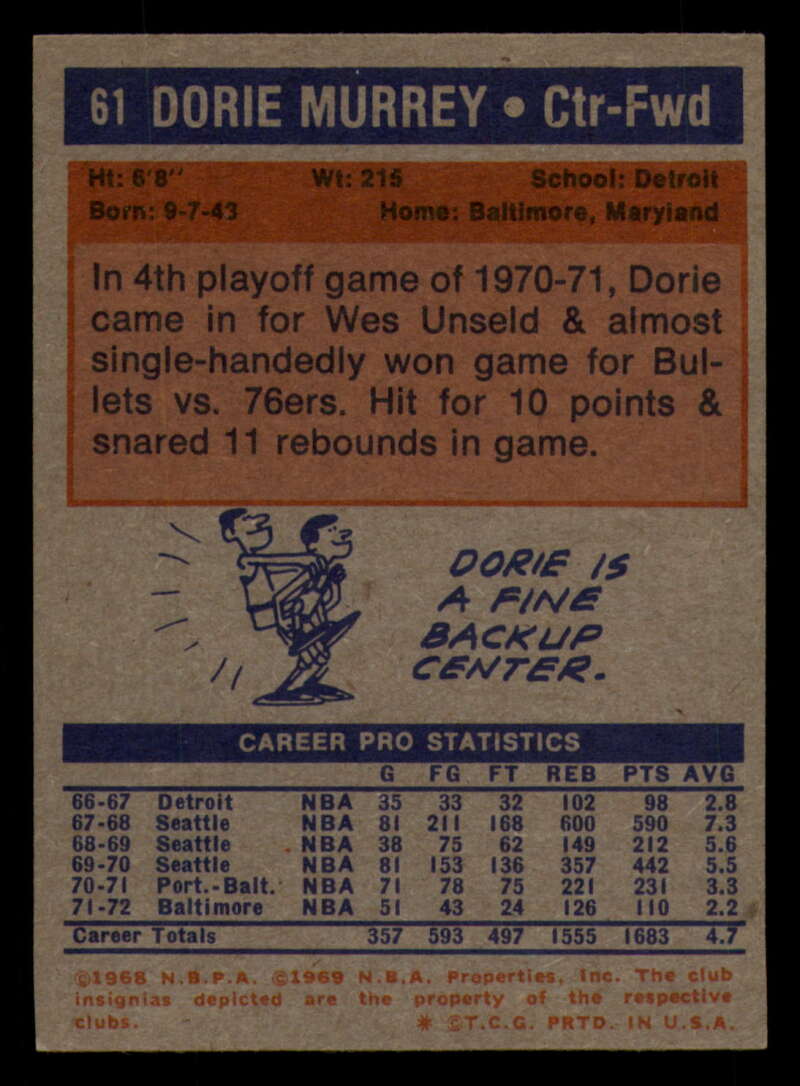 61 DORIE MURREY • Ctr-Fwd
Ht: 6'8" Wt: 215 School: Detroit
Born: 9-7-43 Home: Baltimore, Maryland
In 4th playoff game of 1970-71, Dorie
came in for Wes Unseld & almost
single-handedly won game for Bul-
lets vs. 76ers. Hit for 10 points &
snared 11 rebounds in game.
DORIE IS
A FINE
BACKUP
CENTER.
CAREER PRO STATISTICS
G FG FT REB PTS AVG
66-67 Detroit NBA 35 33 32 102 98 2.8
67-68 Seattle NBA 81 211 168 600 590 7.3
68-69 Seattle NBA 38 75 62 149 212 5.6
69-70 Seattle NBA 81 153 136 357 442 5.5
70-71 Port.-Balt. NBA 71 78 75 221 231 3.3
71-72 Baltimore NBA 51 43 24 126 110 2.2
Career Totals 357 593 497 1555 1683 4.7
©1968 N.B.P.A. ©1969 N.B.A. Properties, Inc. The club
insignias depicted are the property of the respective
clubs. * ©T.C.G. PRTD. IN U.S.A.